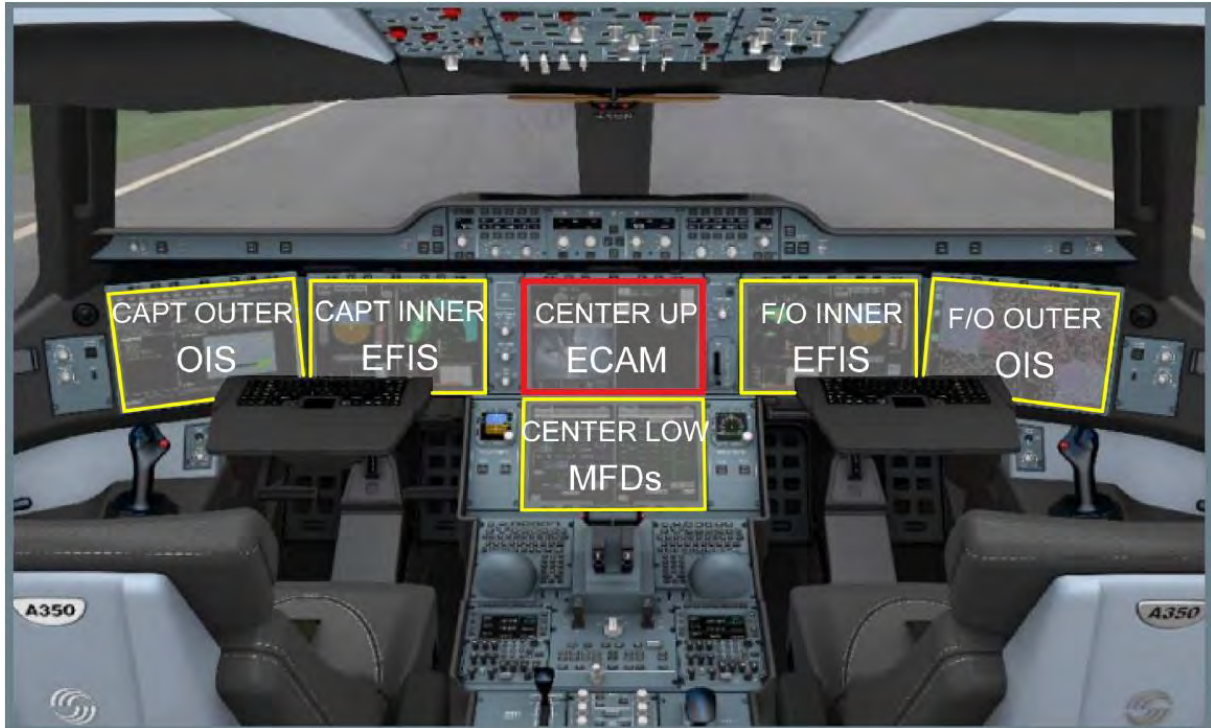 CAPT OUTER
OIS
CAPT INNER
EFIS
CENTER UP
ECAM
F/O INNER
EFIS
F/O OUTER
OIS
CENTER LOW
MFDs
A350
A350